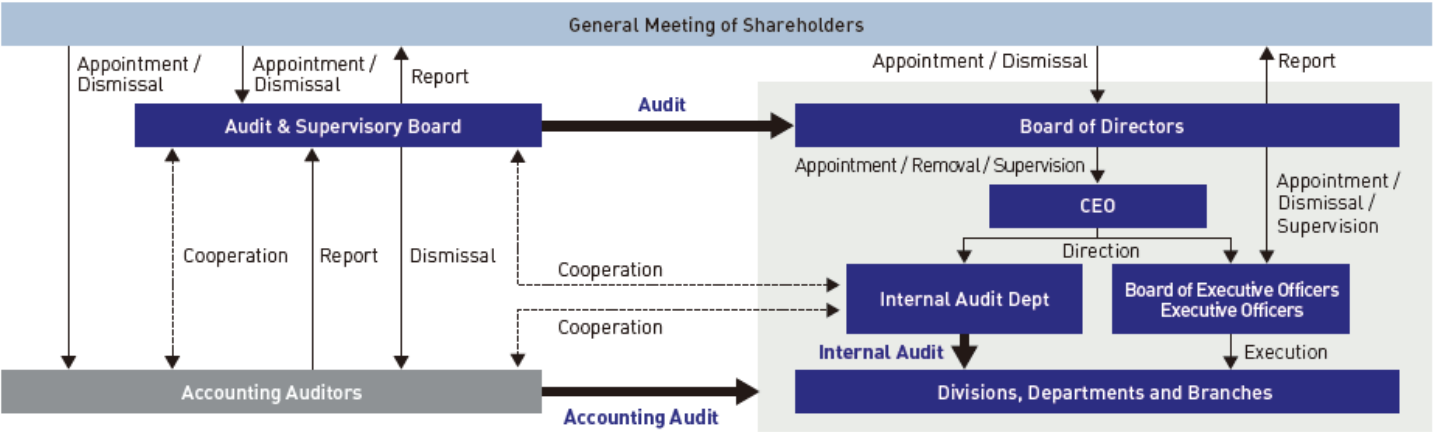 General Meeting of Shareholders
Appointment /
Dismissal
Appointment /
Dismissal
Report
Appointment / Dismissal
Report
Audit
Audit & Supervisory Board
Board of Directors
Appointment / Removal / Supervision
Appointment /
Dismissal /
Supervision
CEO
Cooperation
Report
Dismissal
Direction
Cooperation
Internal Audit Dept
Board of Executive Officers
Executive Officers
Cooperation
Internal Audit
Execution
Accounting Auditors
Divisions, Departments and Branches
Accounting Audit